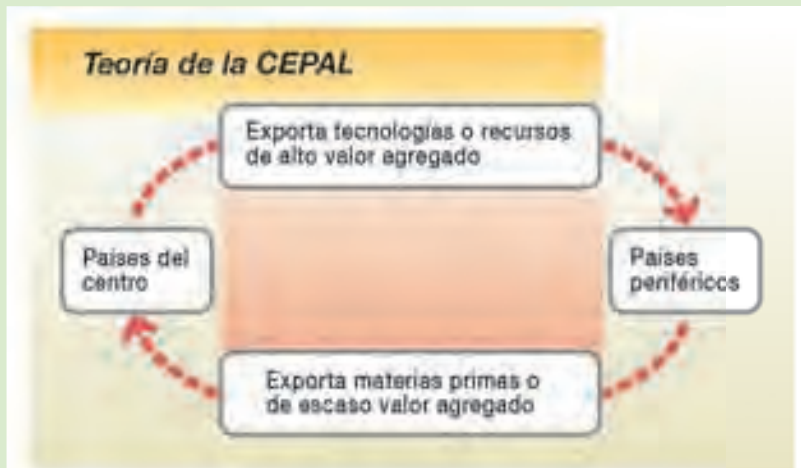 Teoría de la CEPAL
Exporta tecnologías o recursos
de alto valor agregado
Países del
centro
Países
periféricos
Exporta materias primas o
de escaso valor agregado